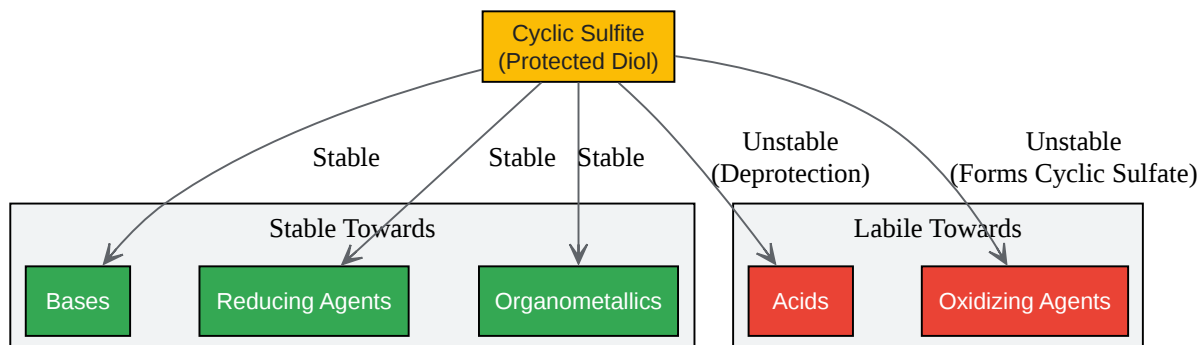 Cyclic Sulfite
(Protected Diol)
Stable
Stable
Stable
Unstable
(Deprotection)
Unstable
(Forms Cyclic Sulfate)
Stable Towards
Labile Towards
Bases
Reducing Agents
Organometallics
Acids
Oxidizing Agents